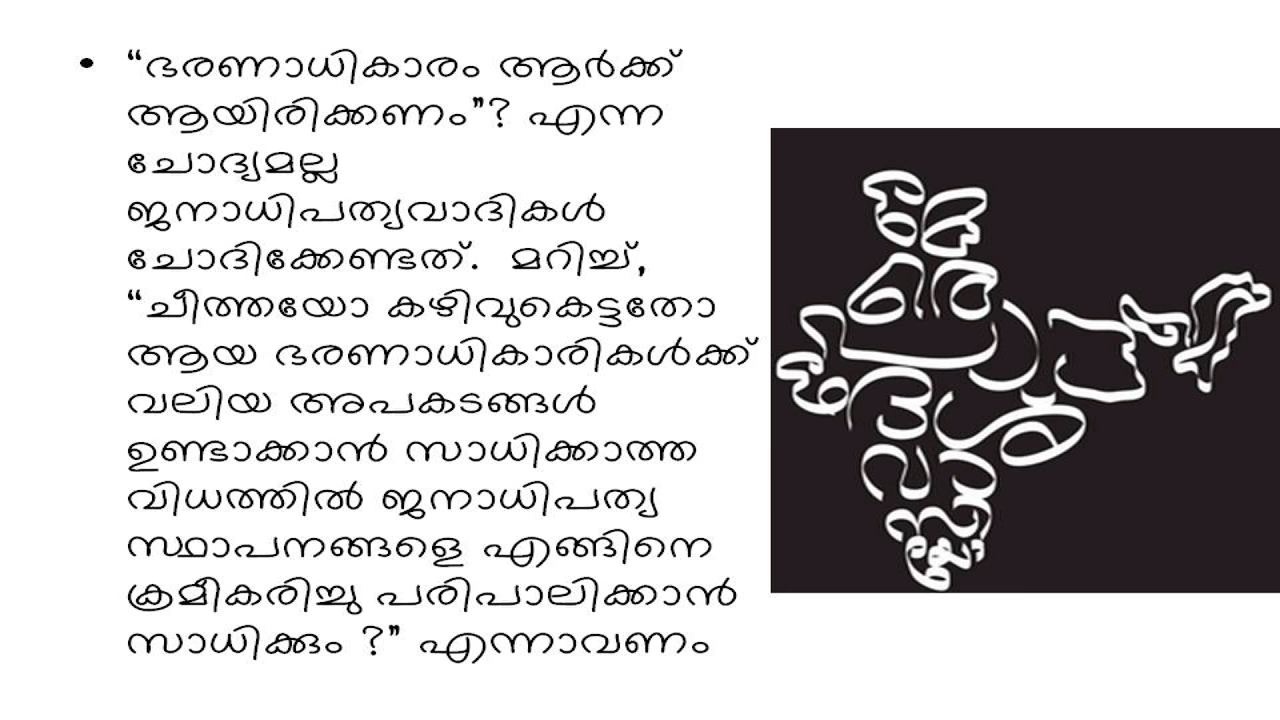 • “ഭരണാധികാരം ആർക്ക്
ആയിരിക്കണം”? എന്ന
ചോദ്യമല്ല
ജനാധിപത്യവാദികൾ
ചോദിക്കേണ്ടത്. മറിച്ച്,
“ചീത്തയോ കഴിവുകെട്ടതോ
ആയ ഭരണാധികാരികൾക്ക്
വലിയ അപകടങ്ങൾ
ഉണ്ടാക്കാൻ സാധിക്കാത്ത
വിധത്തിൽ ജനാധിപത്യ
സ്ഥാപനങ്ങളെ എങ്ങിനെ
ക്രമീകരിച്ചു പരിപാലിക്കാൻ
സാധിക്കും ?” എന്നാവണം